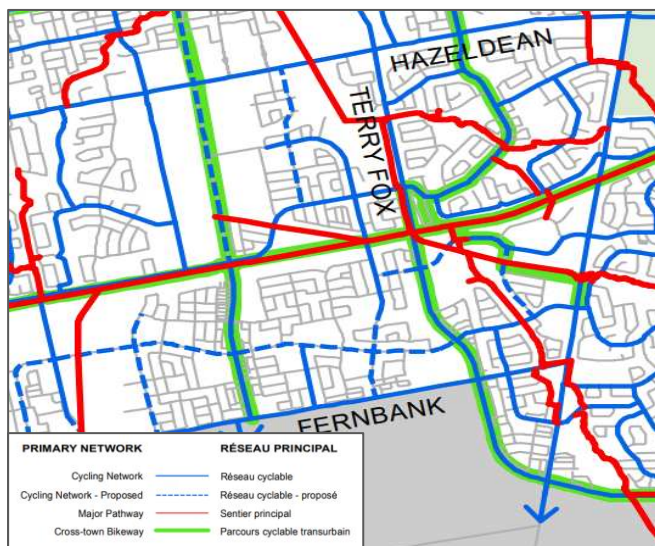 HAZELDEAN
TERRY FOX
FERNBANK
PRIMARY NETWORK RÉSEAU PRINCIPAL
Cycling Network Réseau cyclable
Cycling Network - Proposed Réseau cyclable - proposé
Major Pathway Sentier principal
Cross-town Bikeway Parcours cyclable transurbain